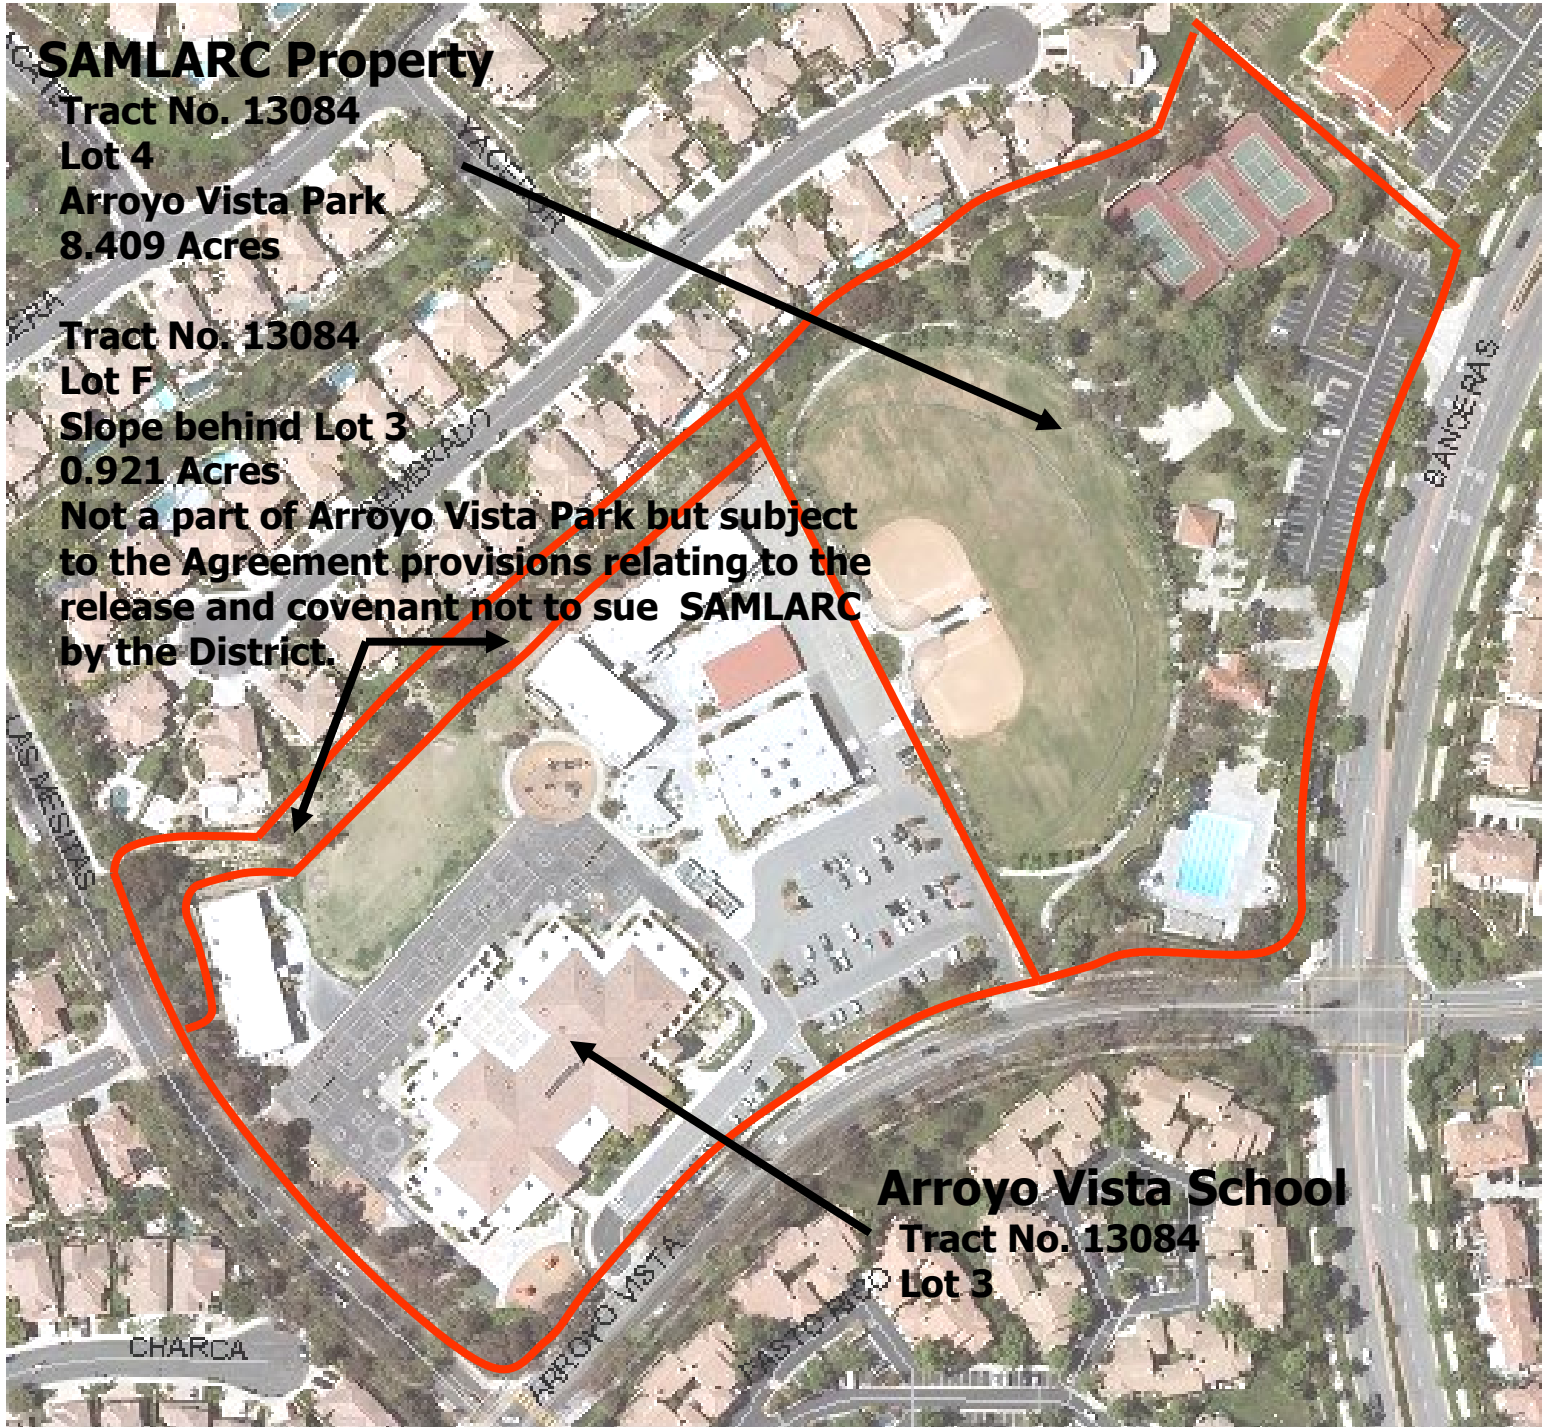 SAMLARC Property
Tract No. 13084
Lot 4
Arroyo Vista Park
8.409 Acres
Tract No. 13084
Lot F
Slope behind Lot 3
0.921 Acres
Not a part of Arroyo Vista Park but subject
to the Agreement provisions relating to the
release and covenant not to sue SAMLARC
by the District.
BANDERAS
LAS MESITAS
Arroyo Vista School
Tract No. 13084
Lot 3
ARROYO VISTA
CHARCA